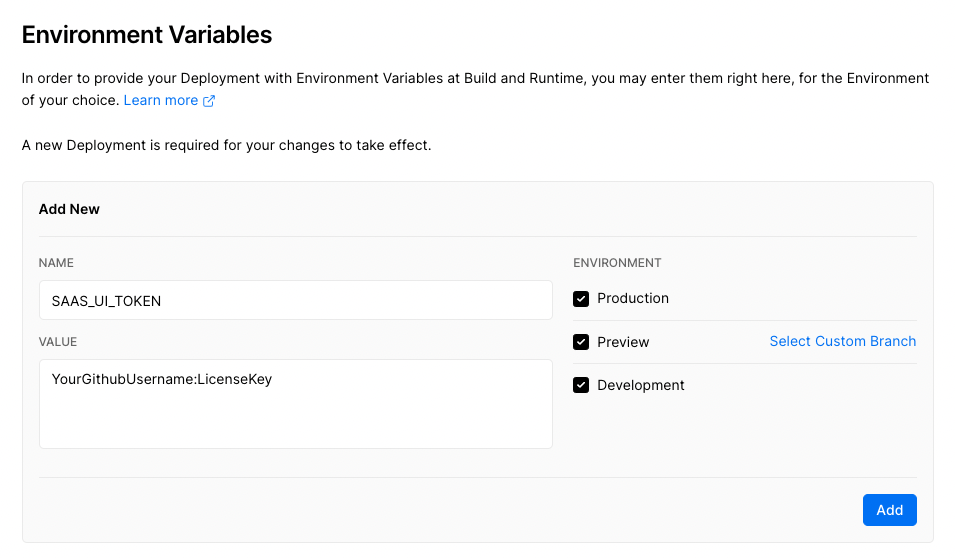 Environment Variables
In order to provide your Deployment with Environment Variables at Build and Runtime, you may enter them right here, for the Environment
of your choice. Learn more
A new Deployment is required for your changes to take effect.
Add New
NAME
SAAS_UI_TOKEN
VALUE
YourGithubUsername:LicenseKey
ENVIRONMENT
Production
Preview
Select Custom Branch
Development
Add